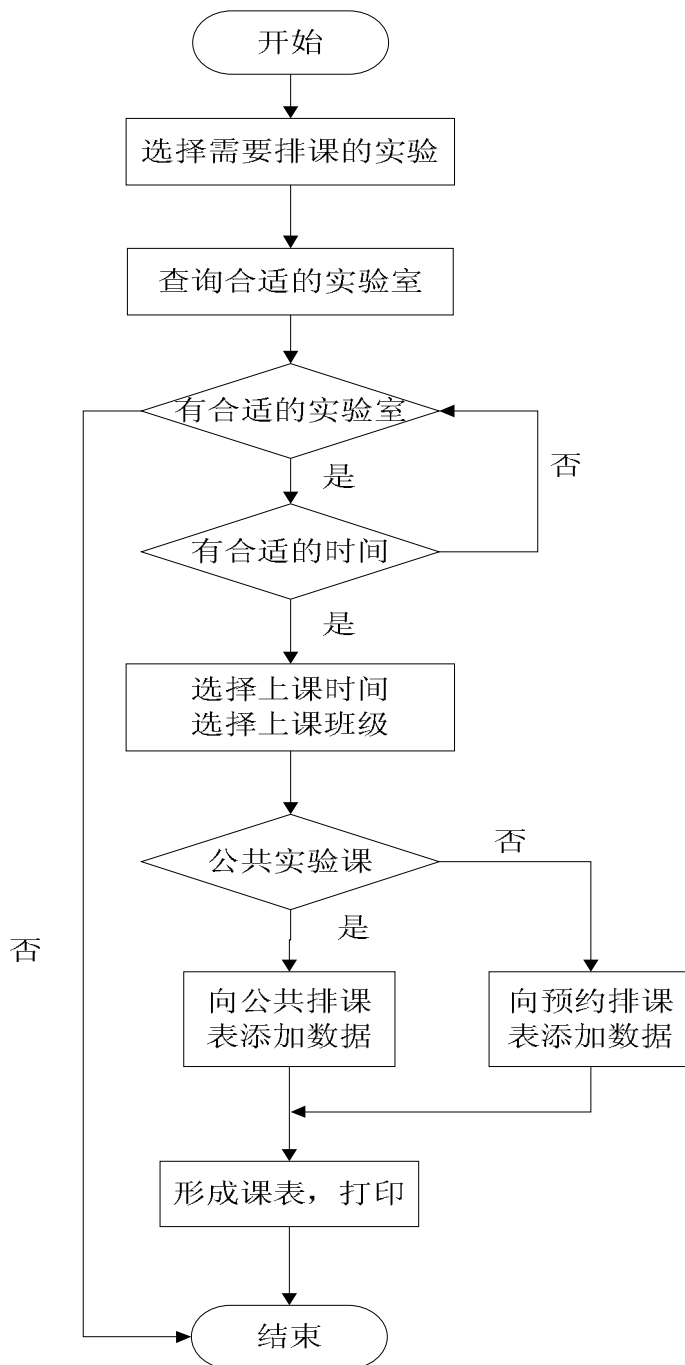 开始
选择需要排课的实验
查询合适的实验室
有合适的实验室
否
是
有合适的时间
是
选择上课时间
选择上课班级
公共实验课
否
是
否
向公共排课
表添加数据
向预约排课
表添加数据
形成课表，打印
结束